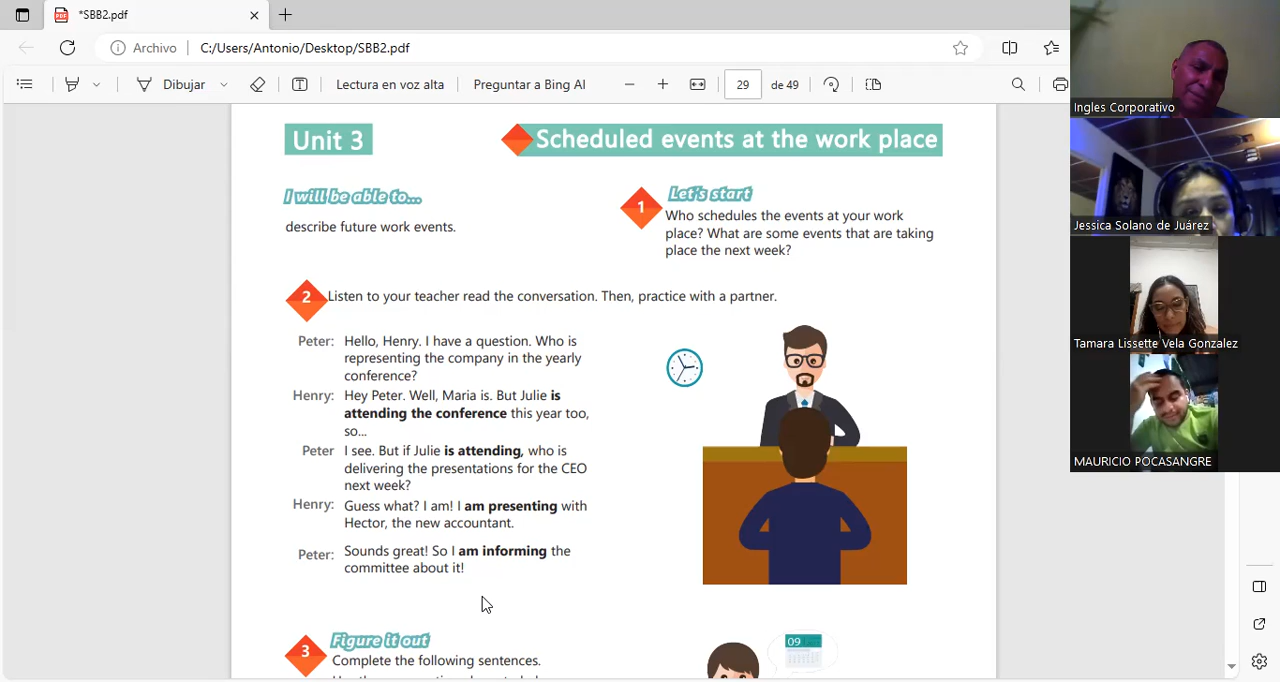 *SBB2.pdf
Archivo
C:/Users/Antonio/Desktop/SBB2.pdf
Dibujar
Lectura en voz alta
Preguntar a Bing AI
29
de 49
Unit 3
Scheduled events at the work place
I will be able to...
describe future work events.
1
Let's start
Who schedules the events at your work
place? What are some events that are taking
place the next week?
2
Listen to your teacher read the conversation. Then, practice with a partner.
Peter: Hello, Henry. I have a question. Who is
representing the company in the yearly
conference?
Henry: Hey Peter. Well, Maria is. But Julie is
attending the conference this year too,
so...
Peter I see. But if Julie is attending, who is
delivering the presentations for the CEO
next week?
Henry: Guess what? I am! I am presenting with
Hector, the new accountant.
Peter: Sounds great! So I am informing the
committee about it!
3
Figure it out
Complete the following sentences.
09
Ingles Corporativo
Jessica Solano de Juárez
Tamara Lissette Vela Gonzalez
MAURICIO POCASANGRE